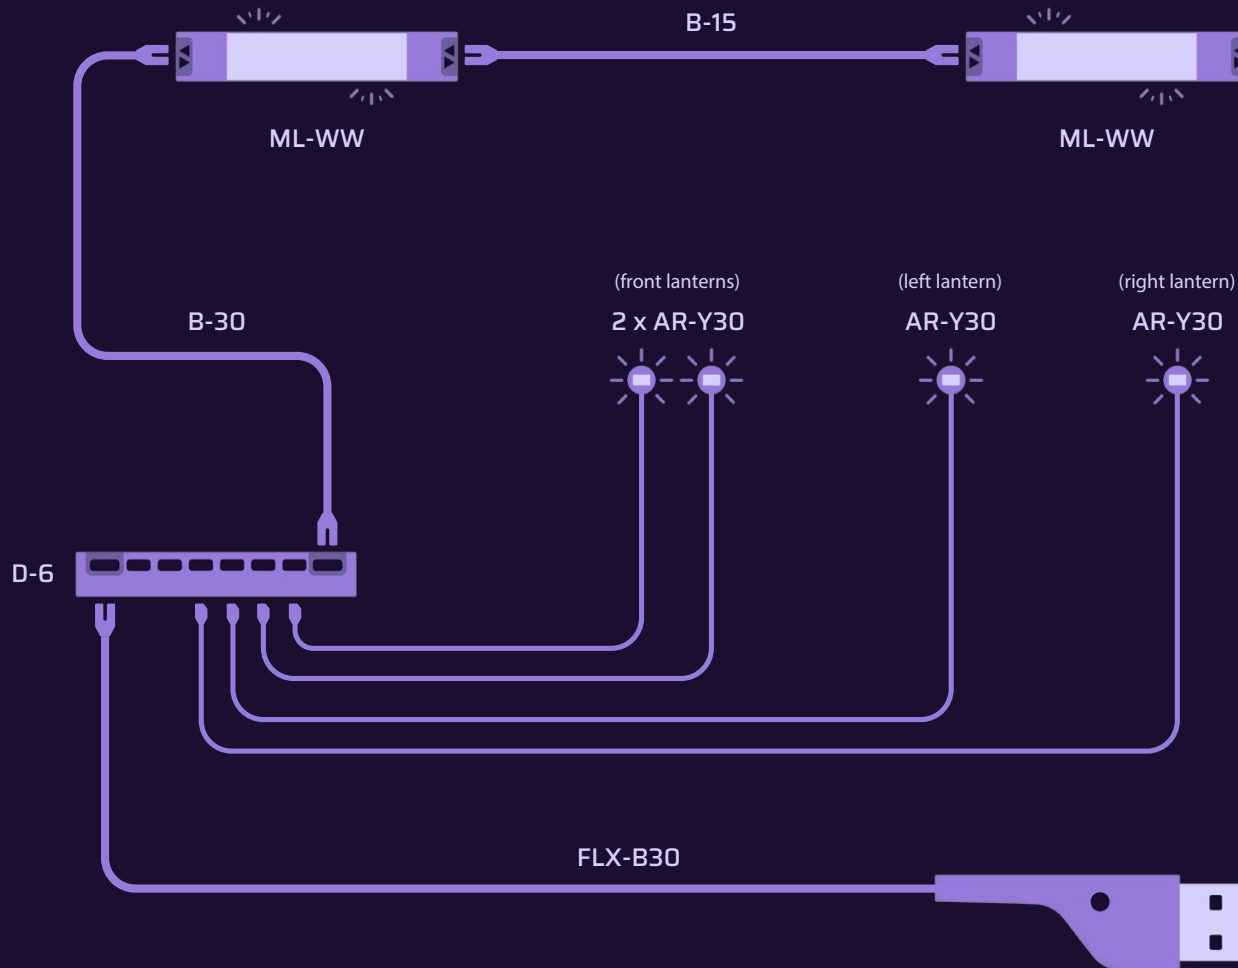 B-15
ML-WW
ML-WW
(front lanterns)
(left lantern)
(right lantern)
B-30
2 x AR-Y30
AR-Y30
AR-Y30
D-6
FLX-B30